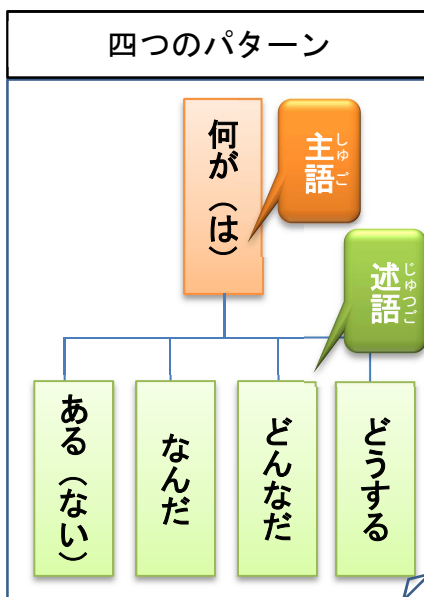 四つのパターン
何が（は）
主語
しゅご
述語
じゅつご
どうする
どんなだ
なんだ
ある（ない）